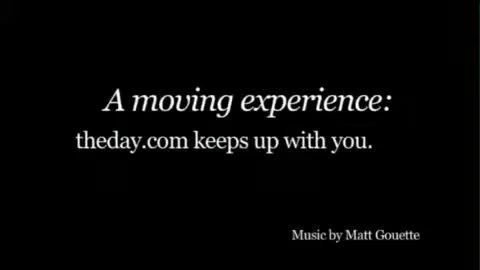 A moving experience:
theday.com keeps up with you.
Music by Matt Gouette